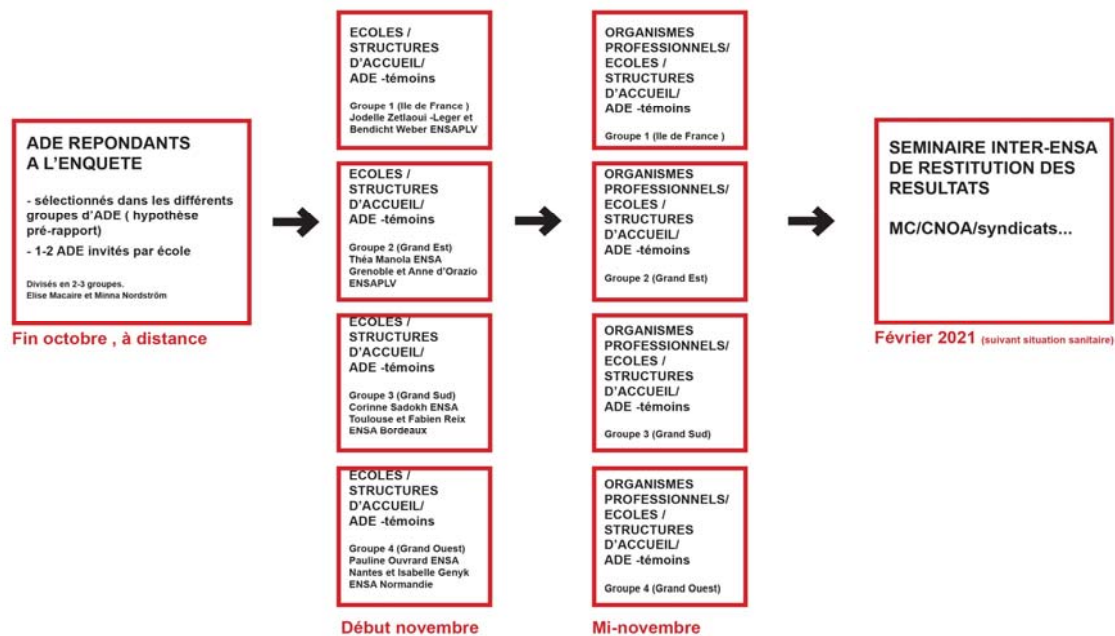 ADE REPONDANTS
A L'ENQUETE
- sélectionnés dans les différents
groupes d'ADE ( hypothèse
pré-rapport)
- 1-2 ADE invités par école
Divisés en 2-3 groupes.
Elise Macaire et Minna Nordström
Fin octobre , à distance
ECOLES /
STRUCTURES
D'ACCUEIL/
ADE -témoins
Groupe 1 (Ile de France )
Jodelle Zetlaoui -Leger et
Bendicht Weber ENSAPLV
ECOLES /
STRUCTURES
D'ACCUEIL/
ADE -témoins
Groupe 2 (Grand Est)
Théa Manola ENSA
Grenoble et Anne d'Orazio
ENSAPLV
ECOLES /
STRUCTURES
D'ACCUEIL/
ADE -témoins
Groupe 3 (Grand Sud)
Corinne Sadokh ENSA
Toulouse et Fabien Reix
ENSA Bordeaux
ECOLES /
STRUCTURES
D'ACCUEIL/
ADE -témoins
Groupe 4 (Grand Ouest)
Pauline Ouvrard ENSA
Nantes et Isabelle Genyk
ENSA Normandie
Début novembre
ORGANISMES
PROFESSIONNELS/
ECOLES /
STRUCTURES
D'ACCUEIL/
ADE -témoins
Groupe 1 (Ile de France )
ORGANISMES
PROFESSIONNELS/
ECOLES /
STRUCTURES
D'ACCUEIL/
ADE -témoins
Groupe 2 (Grand Est)
ORGANISMES
PROFESSIONNELS/
ECOLES /
STRUCTURES
D'ACCUEIL/
ADE -témoins
Groupe 3 (Grand Sud)
ORGANISMES
PROFESSIONNELS/
ECOLES /
STRUCTURES
D'ACCUEIL/
ADE -témoins
Groupe 4 (Grand Ouest)
Mi-novembre
SEMINAIRE INTER-ENSA
DE RESTITUTION DES
RESULTATS
MC/CNOA/syndicats...
Février 2021 (suivant situation sanitaire)